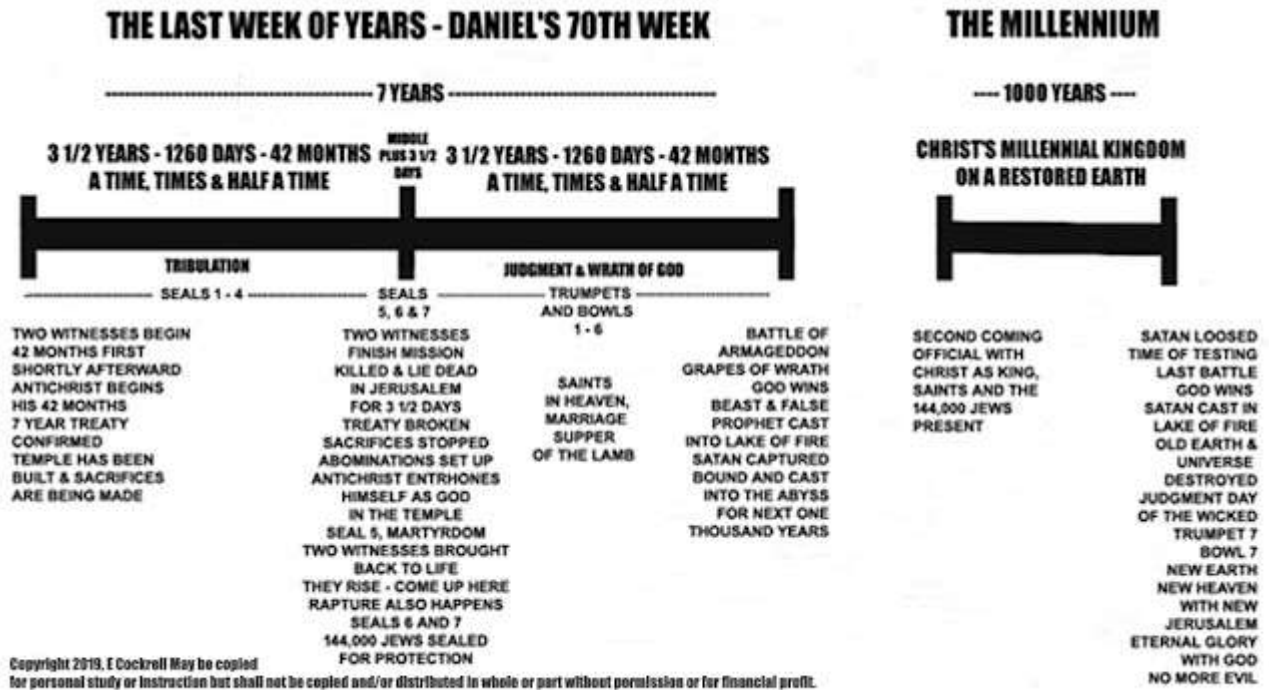 THE LAST WEEK OF YEARS - DANIEL'S 70TH WEEK
7 YEARS
3 1/2 YEARS - 1260 DAYS - 42 MONTHS
A TIME, TIMES & HALF A TIME
MIDDLE
PLUS 3 1/2
DAYS
3 1/2 YEARS - 1260 DAYS - 42 MONTHS
A TIME, TIMES & HALF A TIME
TRIBULATION
JUDGMENT & WRATH OF GOD
SEALS 1 - 4
TWO WITNESSES BEGIN
42 MONTHS FIRST
SHORTLY AFTERWARD
ANTICHRIST BEGINS
HIS 42 MONTHS
7 YEAR TREATY
CONFIRMED
TEMPLE HAS BEEN
BUILT & SACRIFICES
ARE BEING MADE
SEALS
5, 6 & 7
TWO WITNESSES
FINISH MISSION
KILLED & LIE DEAD
IN JERUSALEM
FOR 3 1/2 DAYS
TREATY BROKEN
SACRIFICES STOPPED
ABOMINATIONS SET UP
ANTICHRIST ENTRHONES
HIMSELF AS GOD
IN THE TEMPLE
SEAL 5, MARTYRDOM
TWO WITNESSES BROUGHT
BACK TO LIFE
THEY RISE - COME UP HERE
RAPTURE ALSO HAPPENS
SEALS 6 AND 7
144,000 JEWS SEALED
FOR PROTECTION
TRUMPETS
AND BOWLS
1 - 6
SAINTS
IN HEAVEN,
MARRIAGE
SUPPER
OF THE LAMB
BATTLE OF
ARMAGEDDON
GRAPES OF WRATH
GOD WINS
BEAST & FALSE
PROPHET CAST
INTO LAKE OF FIRE
SATAN CAPTURED
BOUND AND CAST
INTO THE ABYSS
FOR NEXT ONE
THOUSAND YEARS
THE MILLENNIUM
---- 1000 YEARS ----
CHRIST'S MILLENNIAL KINGDOM
ON A RESTORED EARTH
SECOND COMING
OFFICIAL WITH
CHRIST AS KING,
SAINTS AND THE
144,000 JEWS
PRESENT
SATAN LOOSED
TIME OF TESTING
LAST BATTLE
GOD WINS
SATAN CAST IN
LAKE OF FIRE
OLD EARTH &
UNIVERSE
DESTROYED
JUDGMENT DAY
OF THE WICKED
TRUMPET 7
BOWL 7
NEW EARTH
NEW HEAVEN
WITH NEW
JERUSALEM
ETERNAL GLORY
WITH GOD
NO MORE EVIL
Copyright 2019, E Cockrell May be copied
for personal study or instruction but shall not be copied and/or distributed in whole or part without permission or for financial profit.